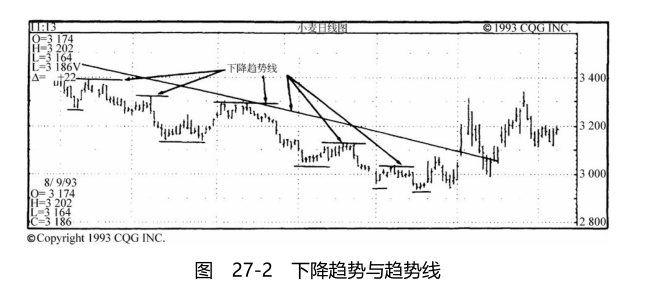 11:13 小麦日线图 © 1993 CQG INC.
O=3 174
H=3 202
L=3 164
L=3 186V
Δ= +22
下降趋势线
3 400
3 200
3 000
2 800
8/ 9/93
O= 3 174
H=3 202
L=3 164
C=3 186
©Copyright 1993 CQG INC.
图 27-2 下降趋势与趋势线